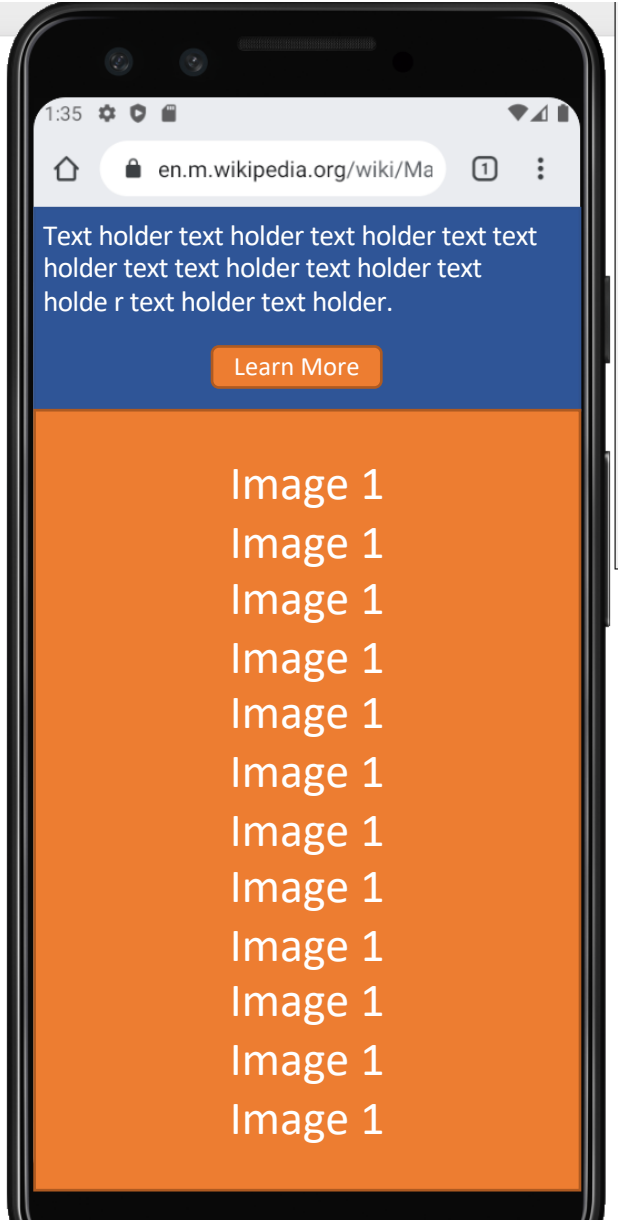 1:35
en.m.wikipedia.org/wiki/Ma
1
Text holder text holder text holder text text
holder text text holder text holder text
holde r text holder text holder.
Learn More
Image 1
Image 1
Image 1
Image 1
Image 1
Image 1
Image 1
Image 1
Image 1
Image 1
Image 1
Image 1